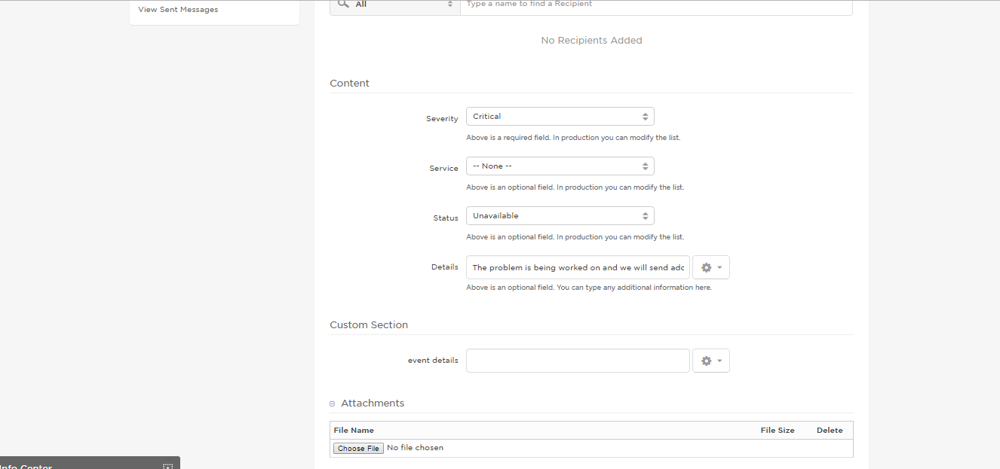 View Sent Messages
All
Type a name to find a Recipient
No Recipients Added
Content
Severity
Critical
Above is a required field. In production you can modify the list.
Service
-- None --
Above is an optional field. In production you can modify the list.
Status
Unavailable
Above is an optional field. In production you can modify the list.
Details
The problem is being worked on and we will send adc
Above is an optional field. You can type any additional information here.
Custom Section
event details
Attachments
File Name File Size Delete
Choose File No file chosen
Info Center